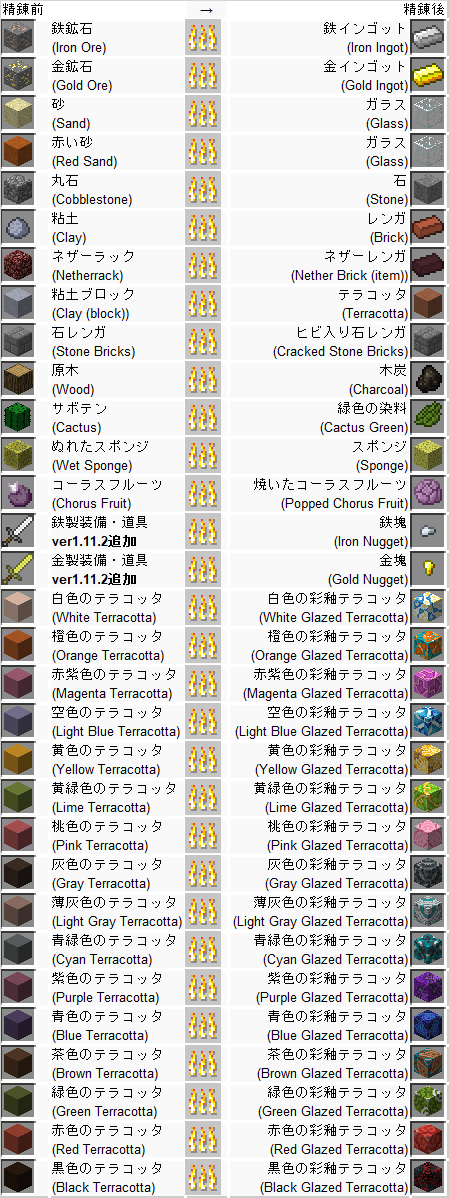 精錬前 → 精錬後
鉄鉱石 鉄インゴット
(Iron Ore) (Iron Ingot)
金鉱石 金インゴット
(Gold Ore) (Gold Ingot)
砂 ガラス
(Sand) (Glass)
赤い砂 ガラス
(Red Sand) (Glass)
丸石 石
(Cobblestone) (Stone)
粘土 レンガ
(Clay) (Brick)
ネザーラック ネザーレンガ
(Netherrack) (Nether Brick (item))
粘土ブロック テラコッタ
(Clay (block)) (Terracotta)
石レンガ ヒビ入り石レンガ
(Stone Bricks) (Cracked Stone Bricks)
原木 木炭
(Wood) (Charcoal)
サボテン 緑色の染料
(Cactus) (Cactus Green)
ぬれたスポンジ スポンジ
(Wet Sponge) (Sponge)
コーラスフルーツ 焼いたコーラスフルーツ
(Chorus Fruit) (Popped Chorus Fruit)
鉄製装備・道具 鉄塊
ver1.11.2追加 (Iron Nugget)
金製装備・道具 金塊
ver1.11.2追加 (Gold Nugget)
白色のテラコッタ 白色の彩釉テラコッタ
(White Terracotta) (White Glazed Terracotta)
橙色のテラコッタ 橙色の彩釉テラコッタ
(Orange Terracotta) (Orange Glazed Terracotta)
赤紫色のテラコッタ 赤紫色の彩釉テラコッタ
(Magenta Terracotta) (Magenta Glazed Terracotta)
空色のテラコッタ 空色の彩釉テラコッタ
(Light Blue Terracotta) (Light Blue Glazed Terracotta)
黄色のテラコッタ 黄色の彩釉テラコッタ
(Yellow Terracotta) (Yellow Glazed Terracotta)
黄緑色のテラコッタ 黄緑色の彩釉テラコッタ
(Lime Terracotta) (Lime Glazed Terracotta)
桃色のテラコッタ 桃色の彩釉テラコッタ
(Pink Terracotta) (Pink Glazed Terracotta)
灰色のテラコッタ 灰色の彩釉テラコッタ
(Gray Terracotta) (Gray Glazed Terracotta)
薄灰色のテラコッタ 薄灰色の彩釉テラコッタ
(Light Gray Terracotta) (Light Gray Glazed Terracotta)
青緑色のテラコッタ 青緑色の彩釉テラコッタ
(Cyan Terracotta) (Cyan Glazed Terracotta)
紫色のテラコッタ 紫色の彩釉テラコッタ
(Purple Terracotta) (Purple Glazed Terracotta)
青色のテラコッタ 青色の彩釉テラコッタ
(Blue Terracotta) (Blue Glazed Terracotta)
茶色のテラコッタ 茶色の彩釉テラコッタ
(Brown Terracotta) (Brown Glazed Terracotta)
緑色のテラコッタ 緑色の彩釉テラコッタ
(Green Terracotta) (Green Glazed Terracotta)
赤色のテラコッタ 赤色の彩釉テラコッタ
(Red Terracotta) (Red Glazed Terracotta)
黒色のテラコッタ 黒色の彩釉テラコッタ
(Black Terracotta) (Black Glazed Terracotta)